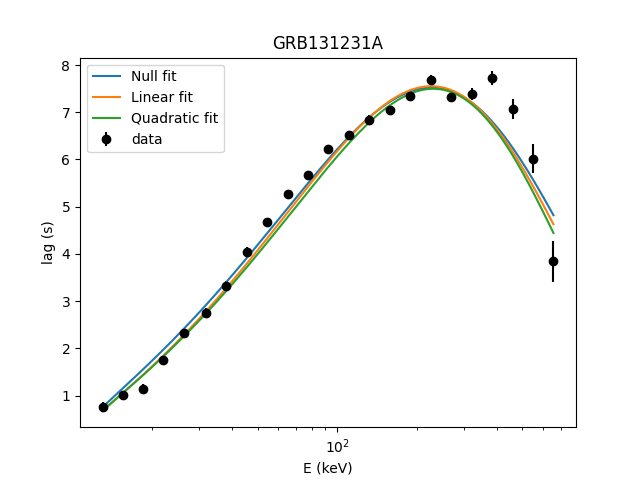 GRB131231A
Null fit
Linear fit
Quadratic fit
data
lag (s)
8
7
6
5
4
3
2
1
10²
E (keV)